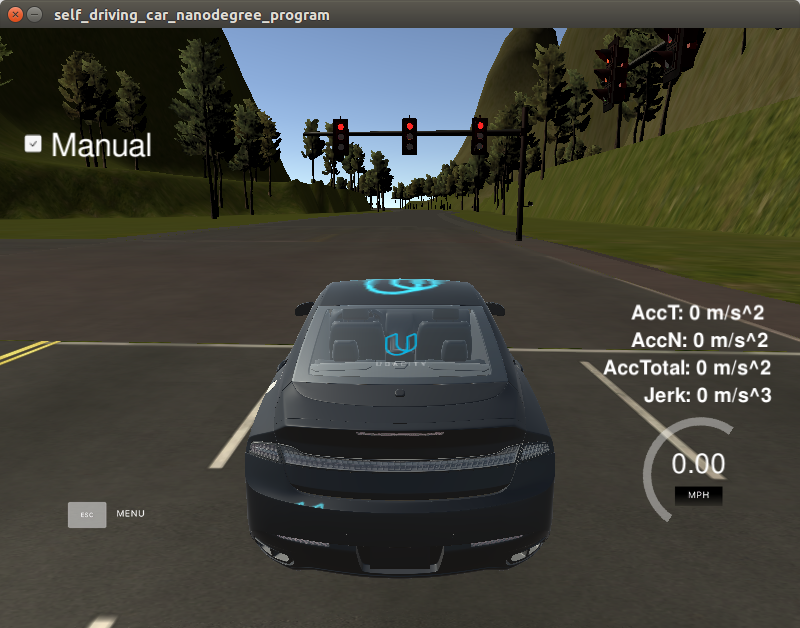 self_driving_car_nanodegree_program
Manual
AccT: 0 m/s^2
AccN: 0 m/s^2
AccTotal: 0 m/s^2
Jerk: 0 m/s^3
0.00
MPH
ESC
MENU